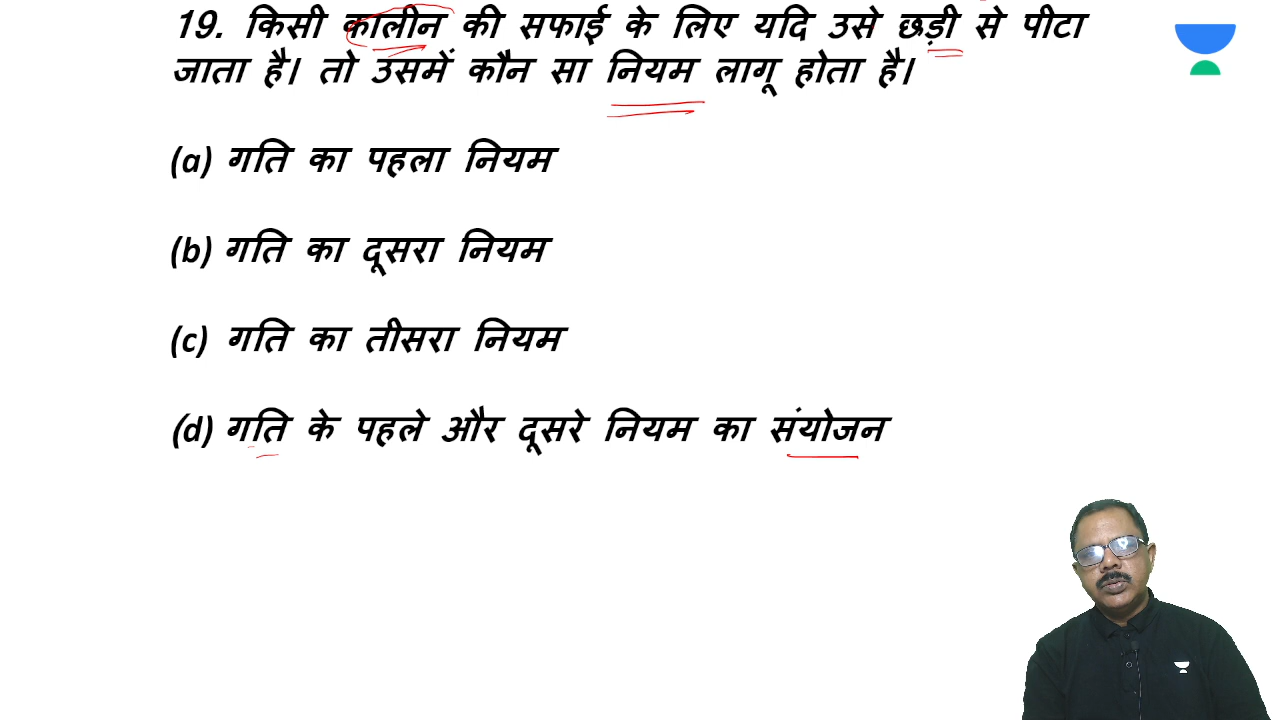 19. किसी कालीन की सफाई के लिए यदि उसे छड़ी से पीटा
जाता है। तो उसमें कौन सा नियम लागू होता है।
(a) गति का पहला नियम
(b) गति का दूसरा नियम
(c) गति का तीसरा नियम
(d) गति के पहले और दूसरे नियम का संयोजन